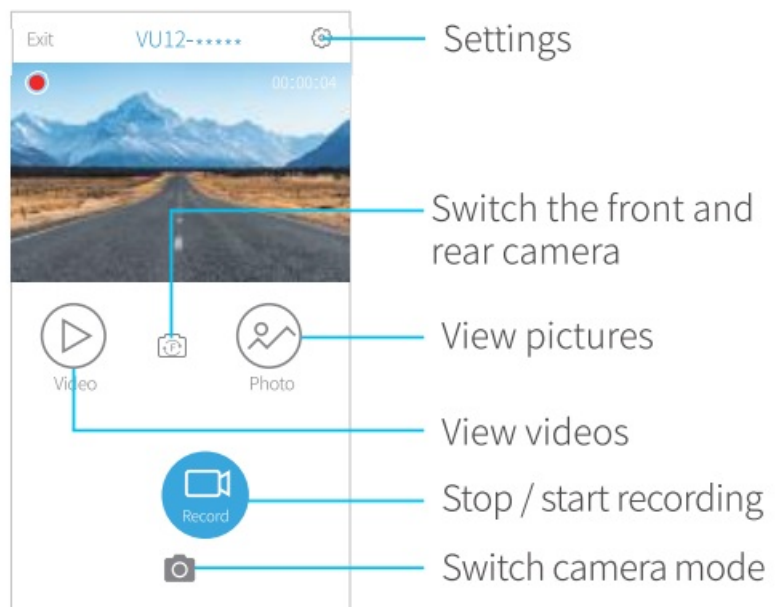 Exit VU12-***** Settings
00:00:04
Switch the front and
rear camera
F
View pictures
Video Photo
View videos
Record
Stop / start recording
Switch camera mode